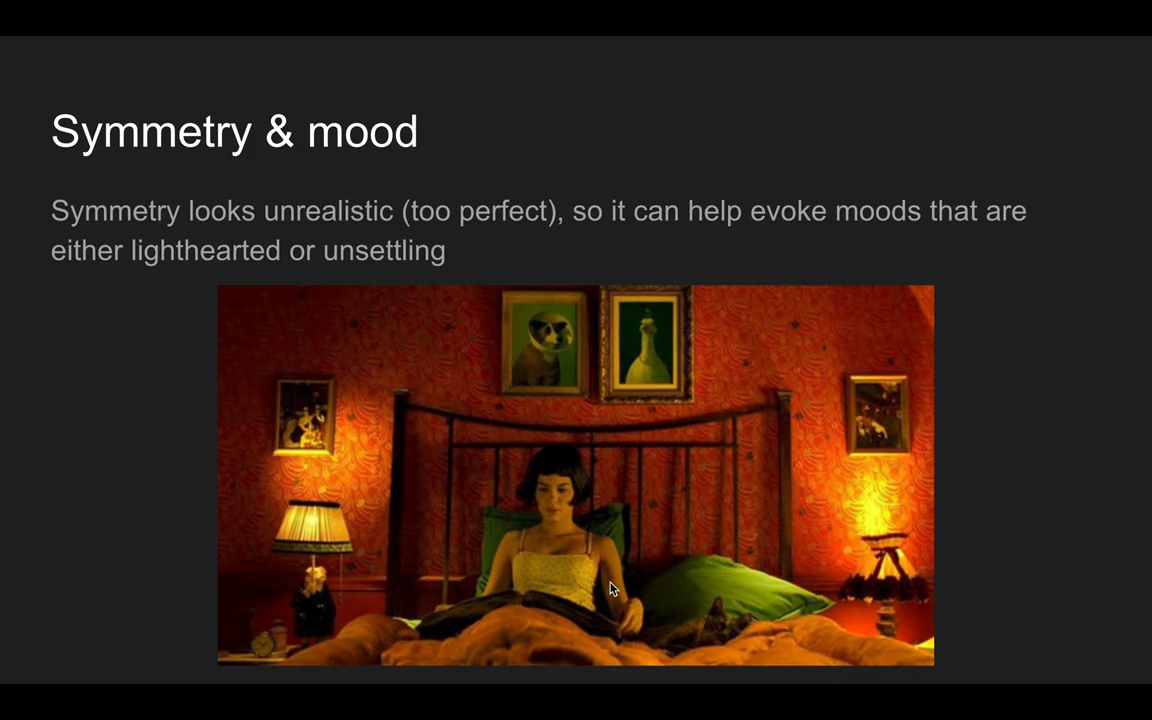 Symmetry & mood
Symmetry looks unrealistic (too perfect), so it can help evoke moods that are
either lighthearted or unsettling